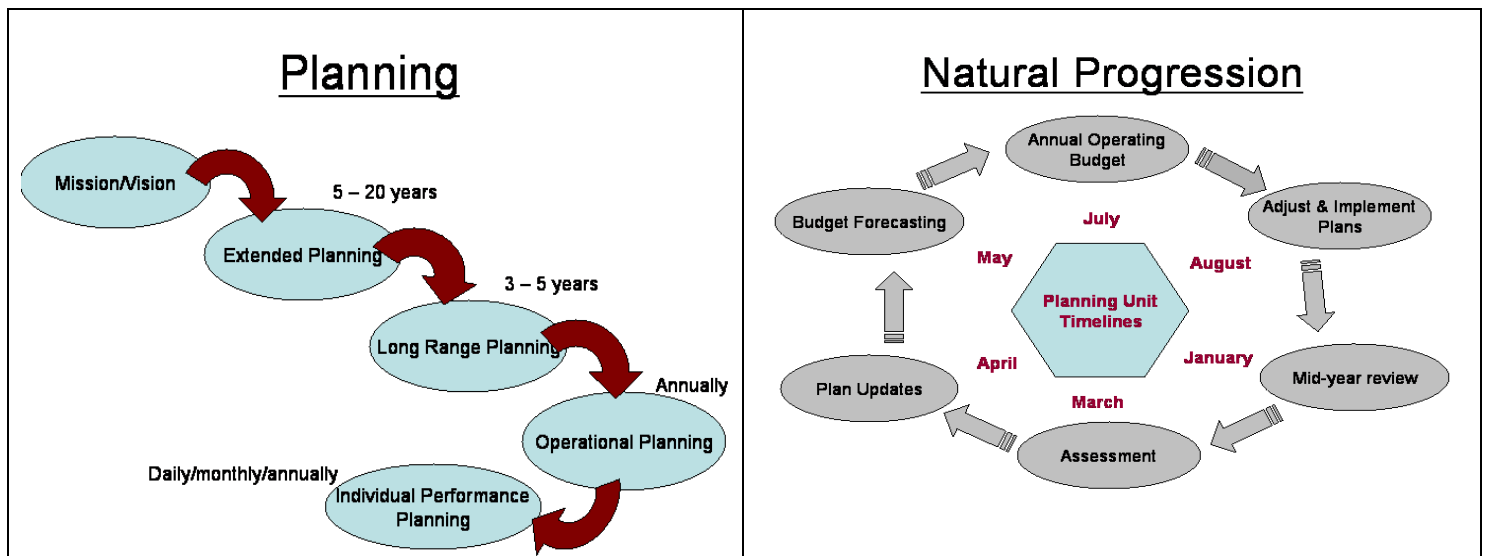 Planning
Mission/Vision
5 – 20 years
Extended Planning
3 – 5 years
Long Range Planning
Annually
Operational Planning
Daily/monthly/annually
Individual Performance
Planning
Natural Progression
Annual Operating
Budget
Adjust & Implement
Plans
Budget Forecasting
July
May
August
Planning Unit
Timelines
January
April
Mid-year review
Plan Updates
March
Assessment